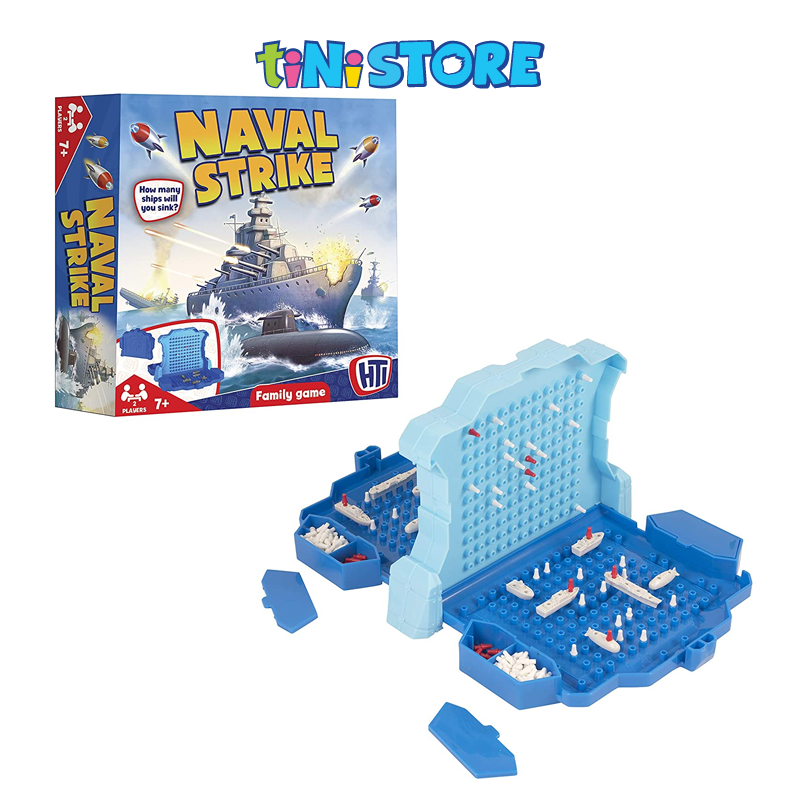 tiNiSTORE
NAVAL
STRIKE
How many
ships will
you sink?
HTI
Family game
2
PLAYERS
7+
2
PLAYERS
7+
NAVAL
STRIKE